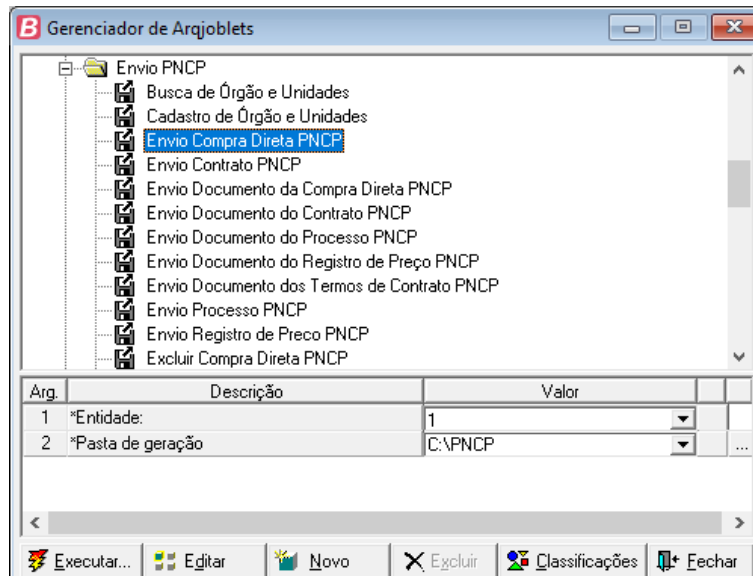 B Gerenciador de Arqjoblets
Envio PNCP
Busca de Órgão e Unidades
Cadastro de Órgão e Unidades
Envio Compra Direta PNCP
Envio Contrato PNCP
Envio Documento da Compra Direta PNCP
Envio Documento do Contrato PNCP
Envio Documento do Processo PNCP
Envio Documento do Registro de Preço PNCP
Envio Documento dos Termos de Contrato PNCP
Envio Processo PNCP
Envio Registro de Preco PNCP
Excluir Compra Direta PNCP
Arg. Descrição Valor
1 *Entidade: 1
2 *Pasta de geração C:\PNCP ...
Executar... Editar Novo Excluir Classificações Fechar